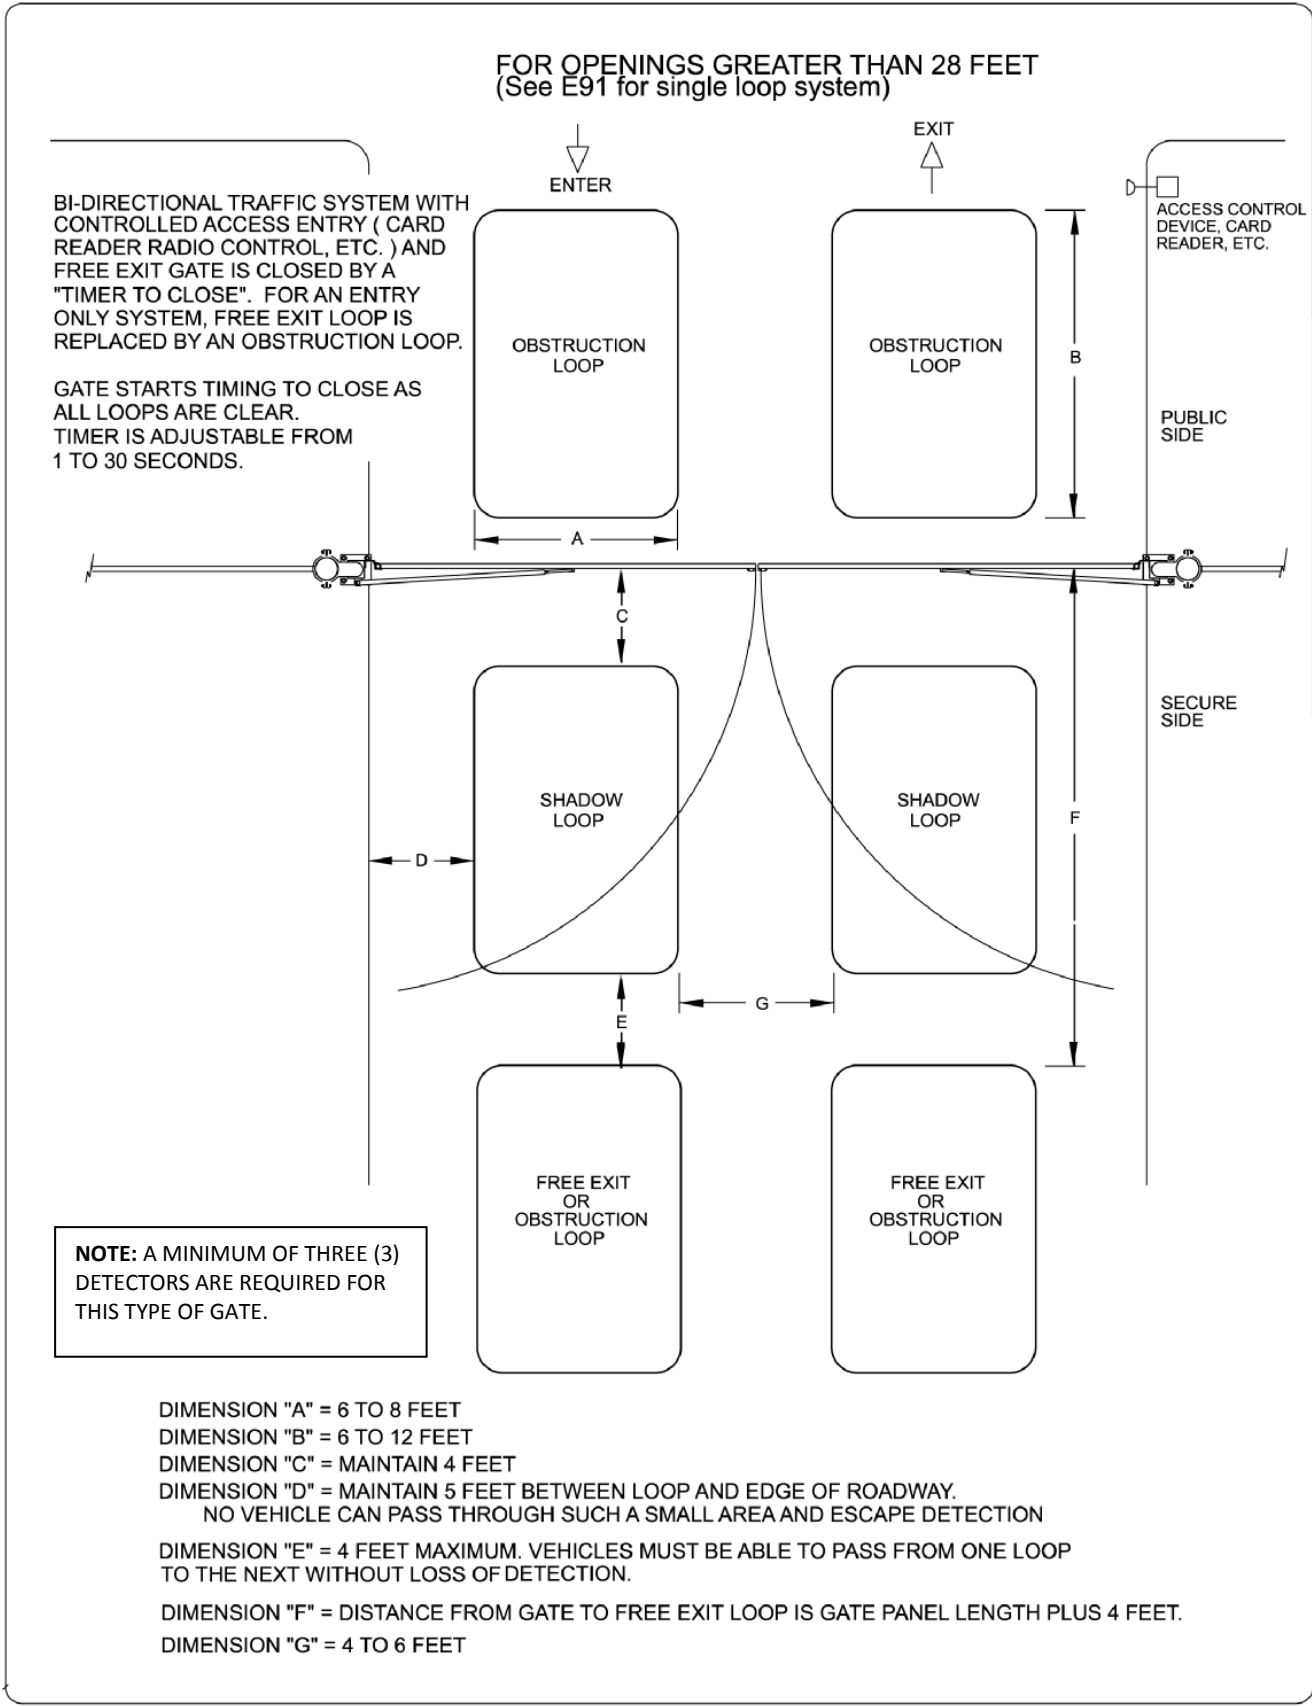 FOR OPENINGS GREATER THAN 28 FEET
(See E91 for single loop system)
ENTER
EXIT
BI-DIRECTIONAL TRAFFIC SYSTEM WITH
CONTROLLED ACCESS ENTRY ( CARD
READER RADIO CONTROL, ETC. ) AND
FREE EXIT GATE IS CLOSED BY A
"TIMER TO CLOSE".  FOR AN ENTRY
ONLY SYSTEM, FREE EXIT LOOP IS
REPLACED BY AN OBSTRUCTION LOOP.
GATE STARTS TIMING TO CLOSE AS
ALL LOOPS ARE CLEAR.
TIMER IS ADJUSTABLE FROM
1 TO 30 SECONDS.
ACCESS CONTROL
DEVICE, CARD
READER, ETC.
OBSTRUCTION
LOOP
OBSTRUCTION
LOOP
B
PUBLIC
SIDE
A
C
SECURE
SIDE
SHADOW
LOOP
SHADOW
LOOP
F
D
G
E
FREE EXIT
OR
OBSTRUCTION
LOOP
FREE EXIT
OR
OBSTRUCTION
LOOP
NOTE: A MINIMUM OF THREE (3)
DETECTORS ARE REQUIRED FOR
THIS TYPE OF GATE.
DIMENSION "A" = 6 TO 8 FEET
DIMENSION "B" = 6 TO 12 FEET
DIMENSION "C" = MAINTAIN 4 FEET
DIMENSION "D" = MAINTAIN 5 FEET BETWEEN LOOP AND EDGE OF ROADWAY.
NO VEHICLE CAN PASS THROUGH SUCH A SMALL AREA AND ESCAPE DETECTION
DIMENSION "E" = 4 FEET MAXIMUM. VEHICLES MUST BE ABLE TO PASS FROM ONE LOOP
TO THE NEXT WITHOUT LOSS OF DETECTION.
DIMENSION "F" = DISTANCE FROM GATE TO FREE EXIT LOOP IS GATE PANEL LENGTH PLUS 4 FEET.
DIMENSION "G" = 4 TO 6 FEET